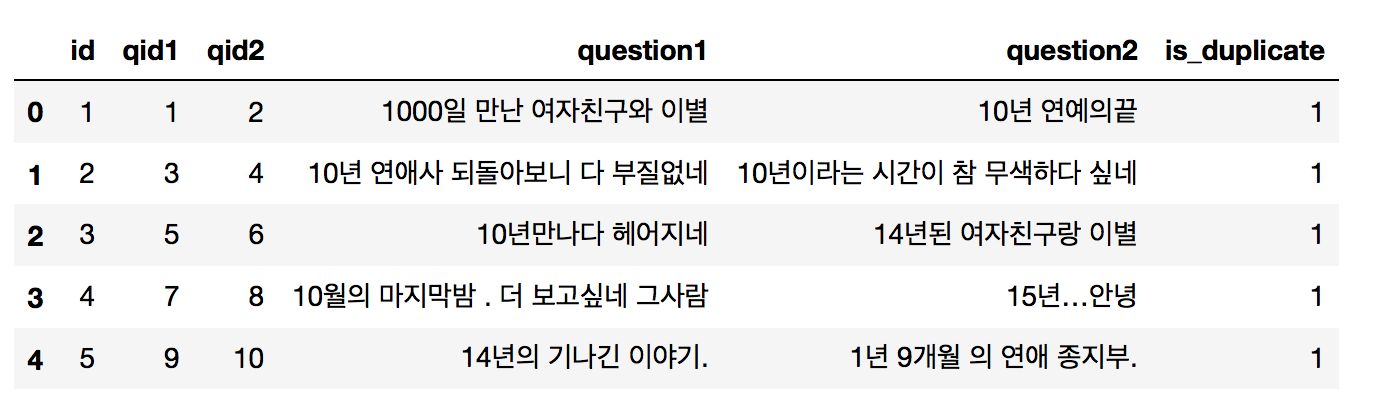 id qid1 qid2 question1 question2 is_duplicate
0 1 1 2 1000일 만난 여자친구와 이별 10년 연예의끝 1
1 2 3 4 10년 연애사 되돌아보니 다 부질없네 10년이라는 시간이 참 무색하다 싶네 1
2 3 5 6 10년만나다 헤어지네 14년된 여자친구랑 이별 1
3 4 7 8 10월의 마지막밤 . 더 보고싶네 그사람 15년...안녕 1
4 5 9 10 14년의 기나긴 이야기. 1년 9개월 의 연애 종지부. 1